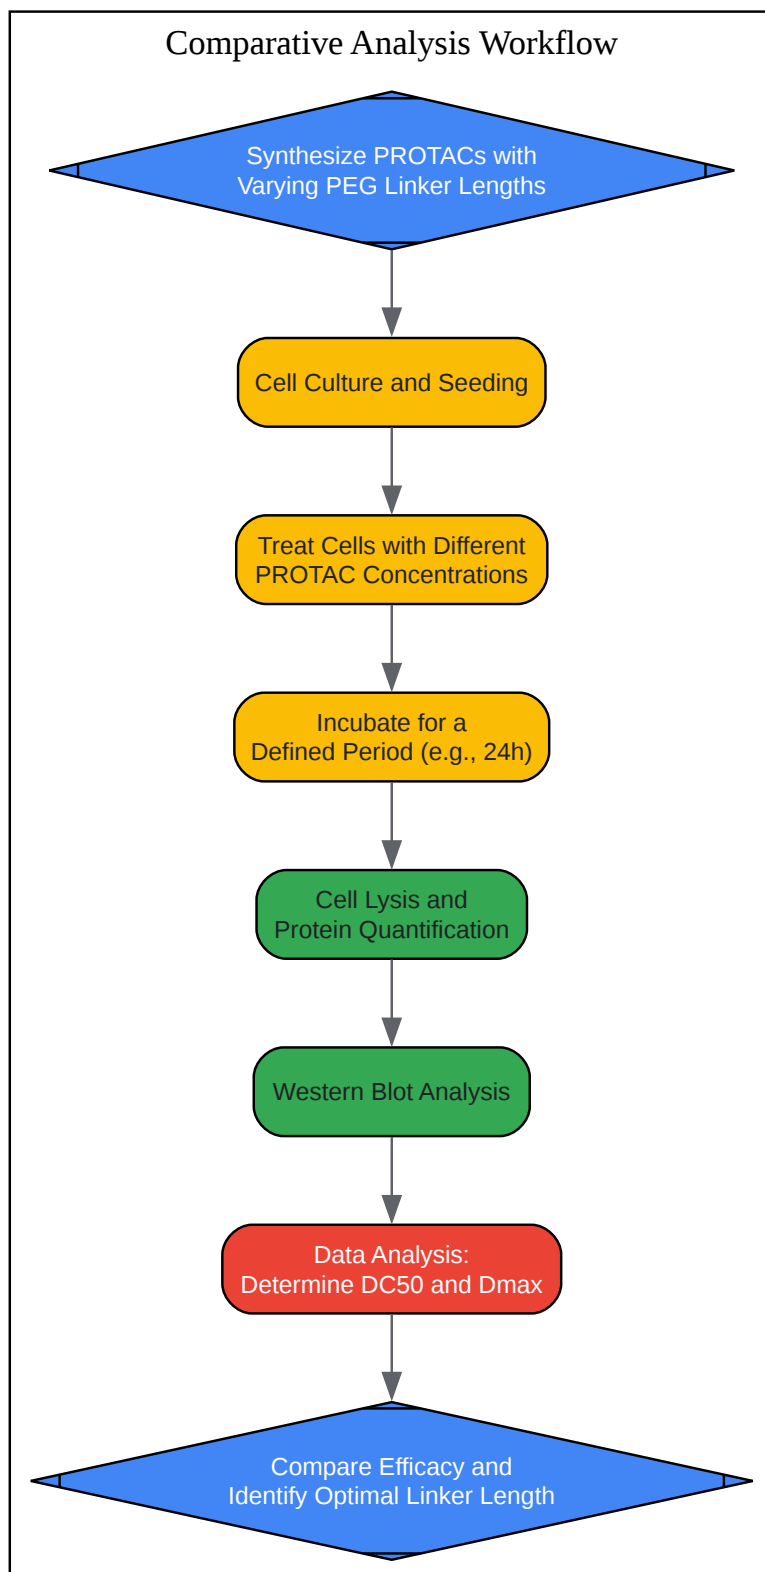 Comparative Analysis Workflow
Synthesize PROTACs with
Varying PEG Linker Lengths
Cell Culture and Seeding
Treat Cells with Different
PROTAC Concentrations
Incubate for a
Defined Period (e.g., 24h)
Cell Lysis and
Protein Quantification
Western Blot Analysis
Data Analysis:
Determine DC50 and Dmax
Compare Efficacy and
Identify Optimal Linker Length